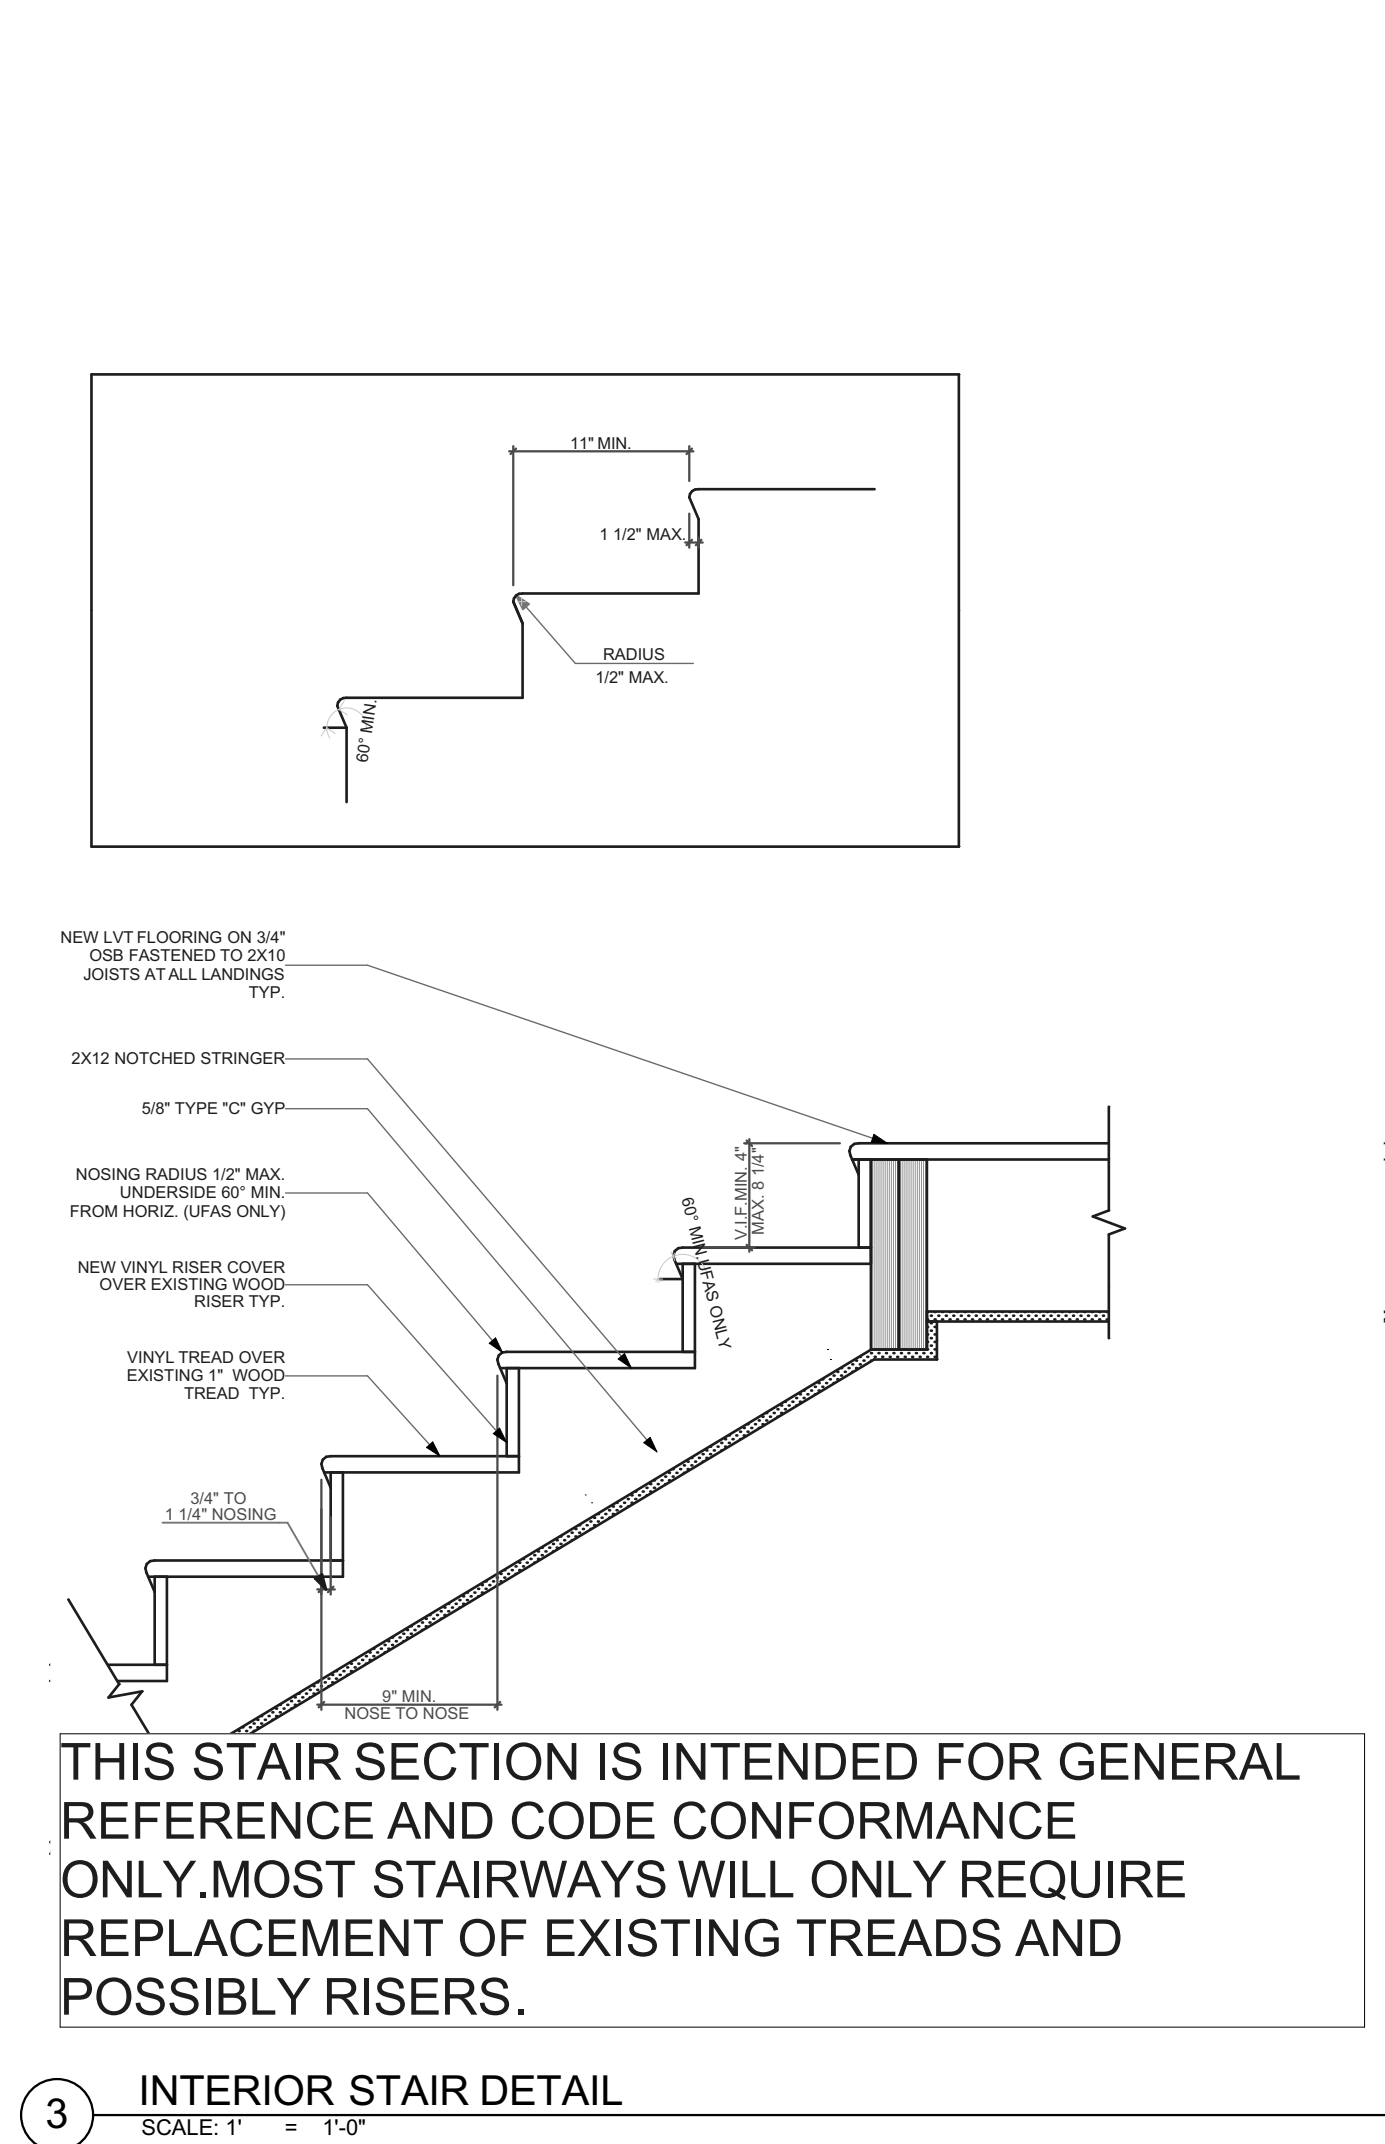 11" MIN.
1 1/2" MAX.
RADIUS
1/2" MAX.
60° MIN.
NEW LVT FLOORING ON 3/4"
OSB FASTENED TO 2X10
JOISTS AT ALL LANDINGS
TYP.
2X12 NOTCHED STRINGER
5/8" TYPE "C" GYP
NOSING RADIUS 1/2" MAX.
UNDERSIDE 60° MIN.
FROM HORIZ. (UFAS ONLY)
NEW VINYL RISER COVER
OVER EXISTING WOOD
RISER TYP.
VINYL TREAD OVER
EXISTING 1" WOOD
TREAD TYP.
V.I.F.MIN. 4"
MAX. 8 1/4"
60° MIN.UFAS ONLY
3/4" TO
1 1/4" NOSING
9" MIN.
NOSE TO NOSE
THIS STAIR SECTION IS INTENDED FOR GENERAL
REFERENCE AND CODE CONFORMANCE
ONLY.MOST STAIRWAYS WILL ONLY REQUIRE
REPLACEMENT OF EXISTING TREADS AND
POSSIBLY RISERS.
3
INTERIOR STAIR DETAIL
SCALE: 1' = 1'-0"